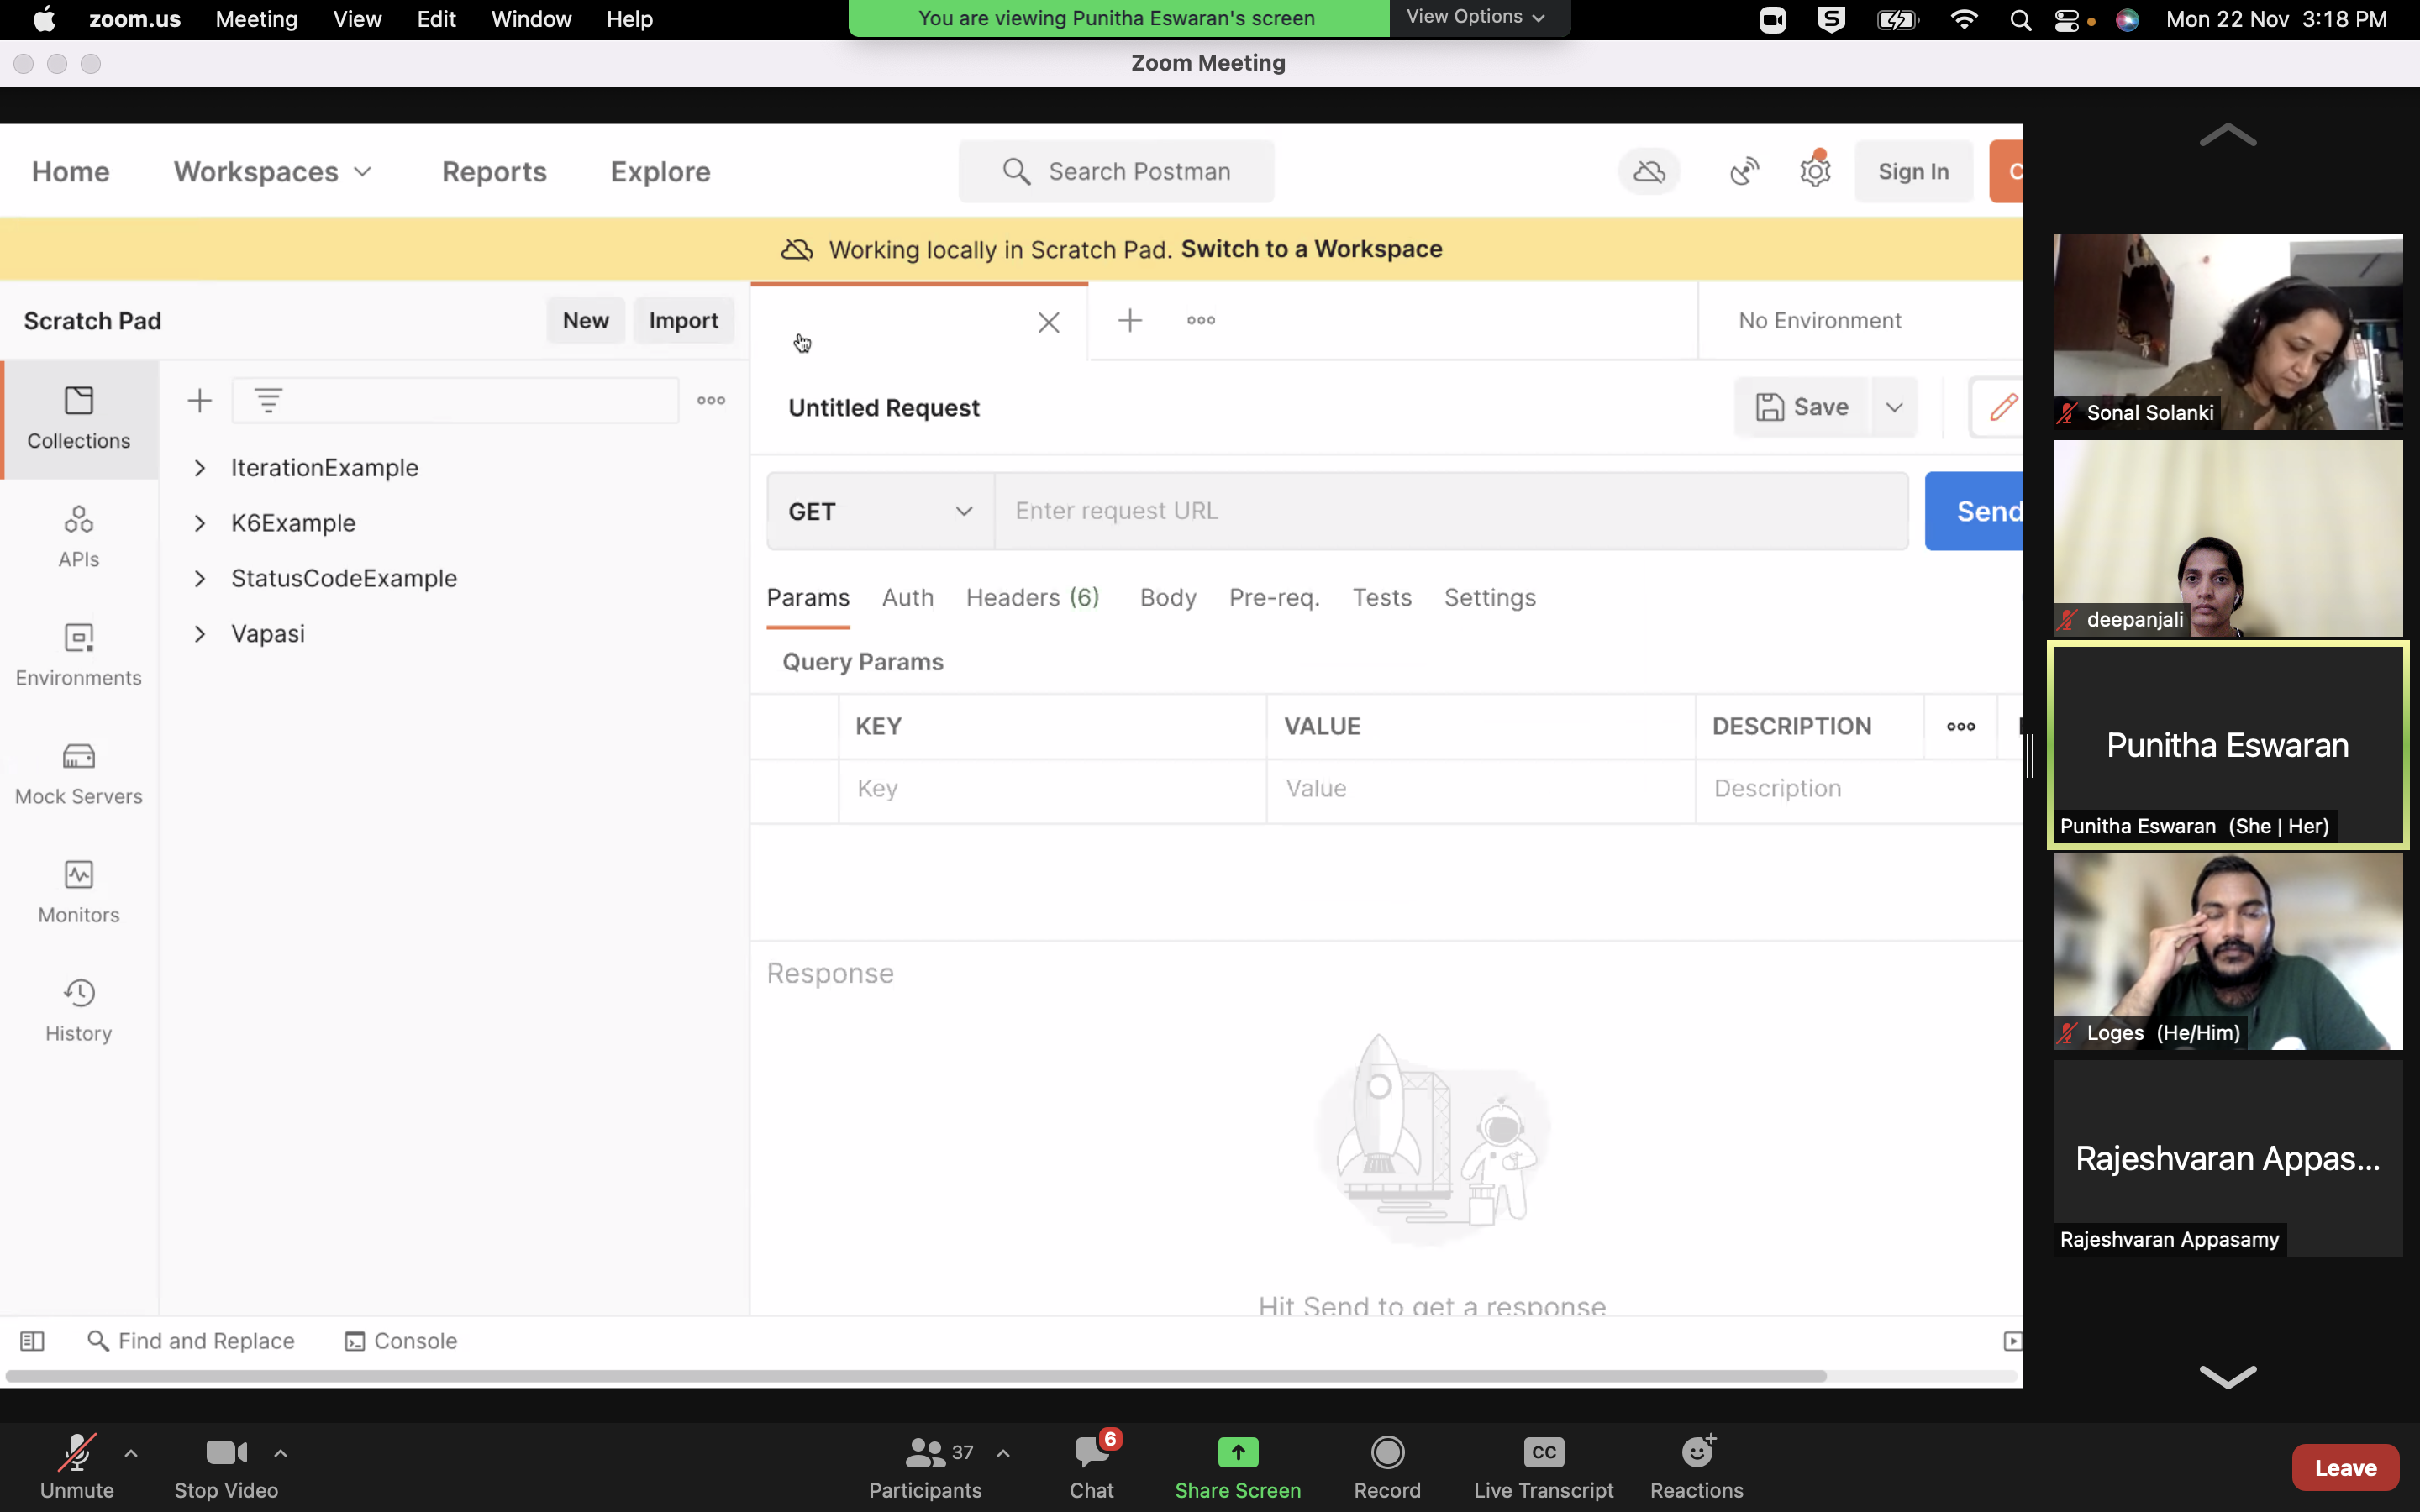 zoom.us Meeting View Edit Window Help
You are viewing Punitha Eswaran's screen View Options
Mon 22 Nov 3:18 PM
Zoom Meeting
Home Workspaces Reports Explore
Search Postman
Sign In
C
Working locally in Scratch Pad. Switch to a Workspace
Scratch Pad
New Import
No Environment
Collections
APIs
Environments
Mock Servers
Monitors
History
IterationExample
K6Example
StatusCodeExample
Vapasi
Untitled Request
Save
GET
Enter request URL
Send
Params Auth Headers (6) Body Pre-req. Tests Settings
Query Params
KEY VALUE DESCRIPTION
Key Value Description
Response
Hit Send to get a response
Find and Replace Console
Sonal Solanki
deepanjali
Punitha Eswaran
Punitha Eswaran (She | Her)
Loges (He/Him)
Rajeshvaran Appas...
Rajeshvaran Appasamy
Unmute
Stop Video
37
Participants
6
Chat
Share Screen
Record
CC
Live Transcript
Reactions
Leave